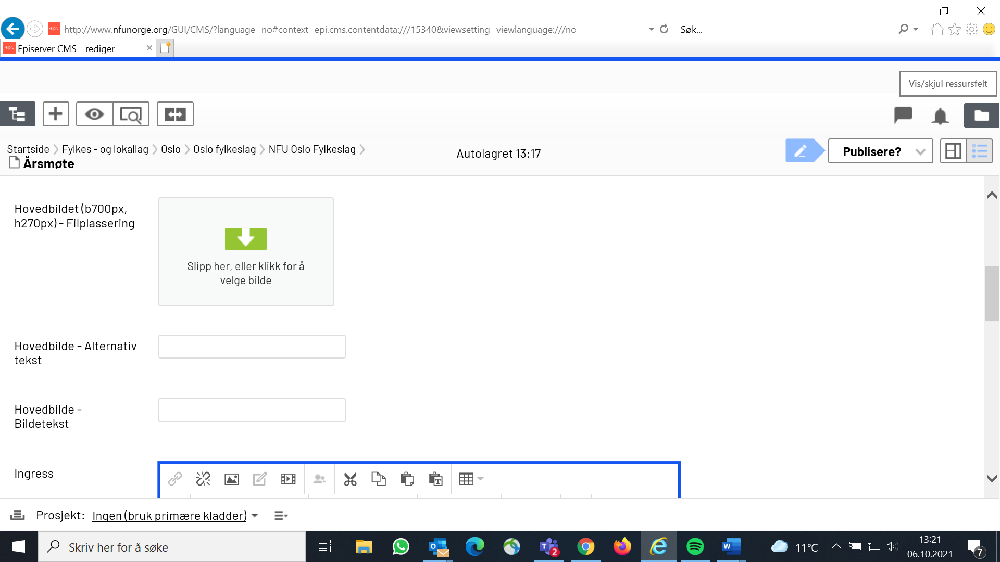 http://www.nfunorge.org/GUI/CMS/?language=no#context=epi.cms.contentdata:///15340&viewsetting=viewlanguage:///no
Søk...
Episerver CMS - rediger
Vis/skjul ressursfelt
Startside Fylkes - og lokallag Oslo Oslo fylkeslag NFU Oslo Fylkeslag
Årsmøte
Autolagret 13:17
Publisere?
Hovedbildet (b700px,
h270px) - Filplassering
Slipp her, eller klikk for å
velge bilde
Hovedbilde - Alternativ
tekst
Hovedbilde -
Bildetekst
Ingress
Prosjekt: Ingen (bruk primære kladder)
Skriv her for å søke
2
11°C
13:21
06.10.2021
7